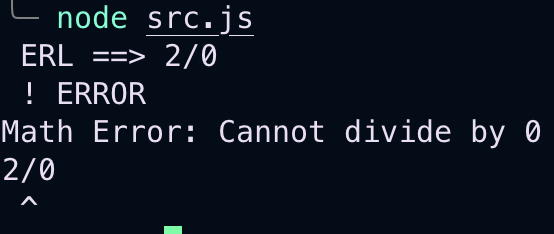 node src.js
ERL ==> 2/0
! ERROR
Math Error: Cannot divide by 0
2/0
^